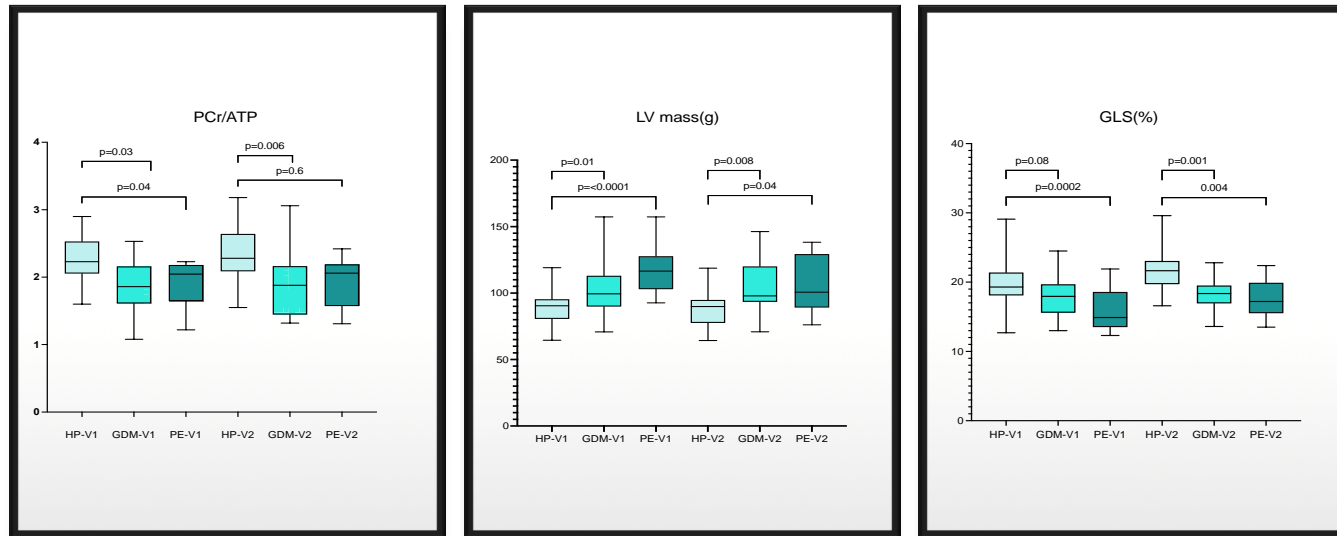 PCr/ATP
4
3
2
1
0
p=0.03
p=0.04
p=0.006
p=0.6
HP-V1 GDM-V1 PE-V1 HP-V2 GDM-V2 PE-V2
LV mass(g)
200
150
100
50
0
p=0.01
p=<0.0001
p=0.008
p=0.04
HP-V1 GDM-V1 PE-V1 HP-V2 GDM-V2 PE-V2
GLS(%)
40
30
20
10
0
p=0.08
p=0.0002
p=0.001
0.004
HP-V1 GDM-V1 PE-V1 HP-V2 GDM-V2 PE-V2